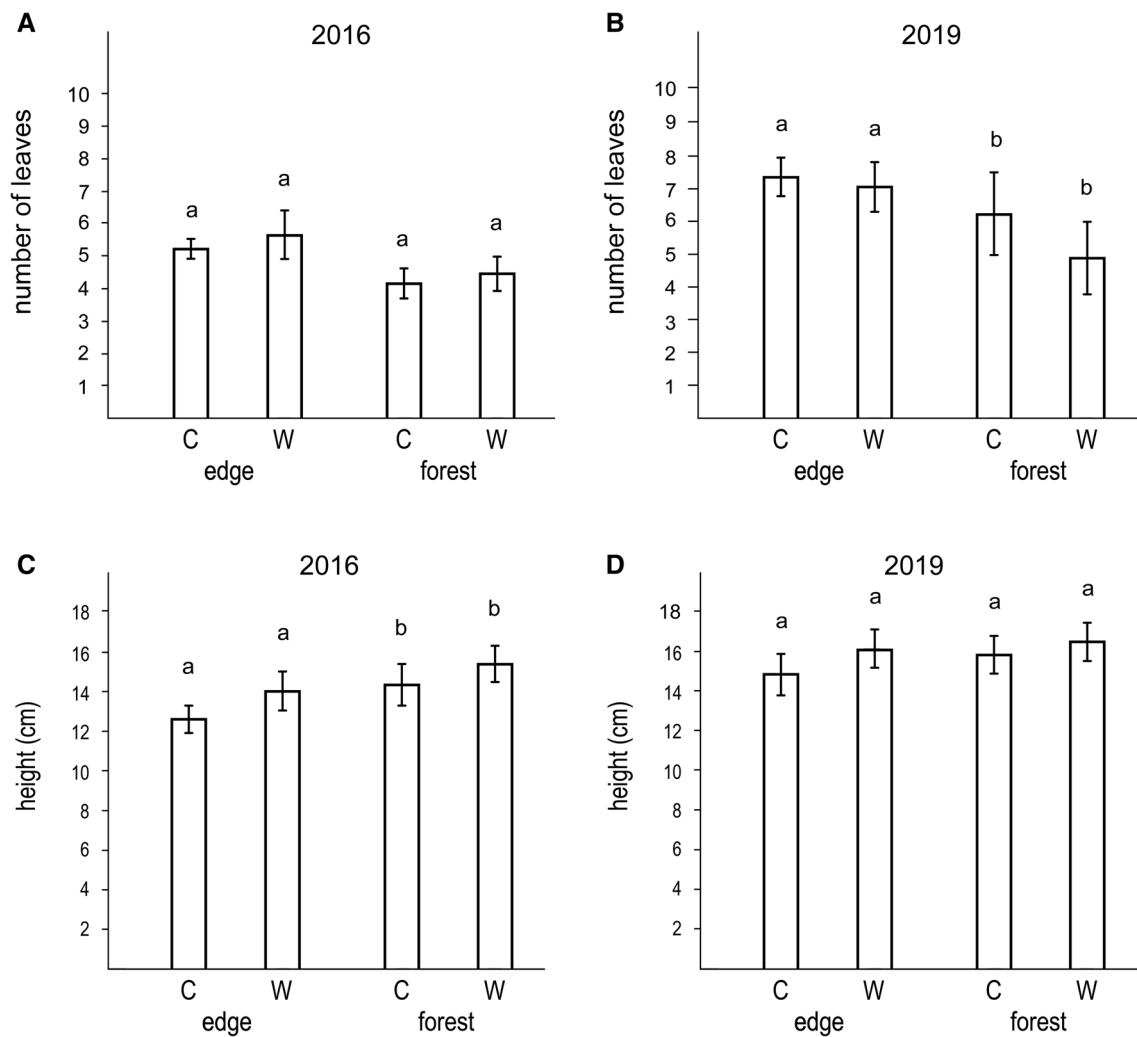 A
2016
number of leaves
10
9
8
7
6
5
4
3
2
1
a
a
a
a
C W C W
edge forest
B
2019
number of leaves
10
9
8
7
6
5
4
3
2
1
a
a
b
b
C W C W
edge forest
C
2016
height (cm)
18
16
14
12
10
8
6
4
2
a
a
b
b
C W C W
edge forest
D
2019
height (cm)
18
16
14
12
10
8
6
4
2
a
a
a
a
C W C W
edge forest